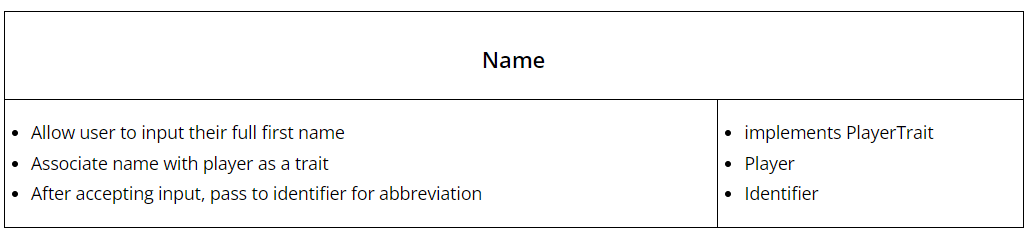 Name
Allow user to input their full first name
Associate name with player as a trait
After accepting input, pass to identifier for abbreviation
implements PlayerTrait
Player
Identifier